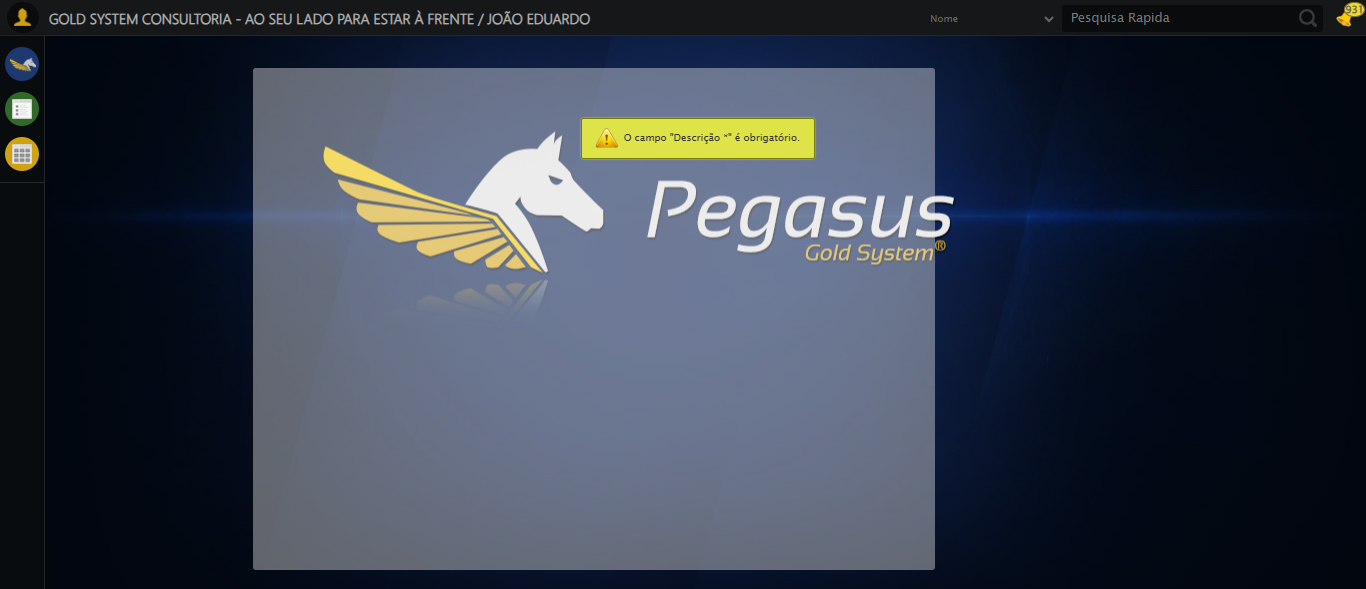 GOLD SYSTEM CONSULTORIA - AO SEU LADO PARA ESTAR À FRENTE / JOÃO EDUARDO
Nome
Pesquisa Rapida
931
O campo "Descrição *" é obrigatório.
Pegasus
Gold System®